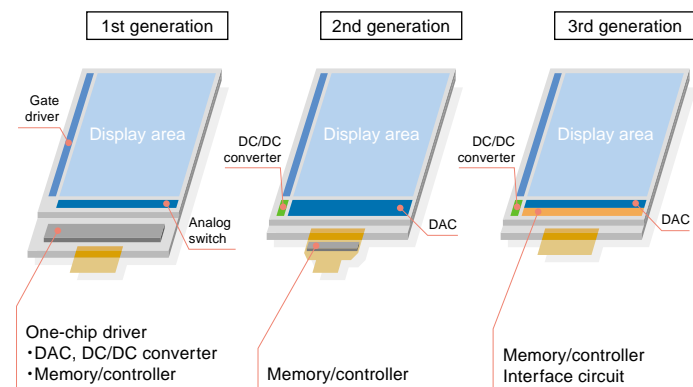 1st generation
2nd generation
3rd generation
Gate
driver
Display area
Analog
switch
One-chip driver
・DAC, DC/DC converter
・Memory/controller
DC/DC
converter
Display area
DAC
Memory/controller
DC/DC
converter
Display area
DAC
Memory/controller
Interface circuit